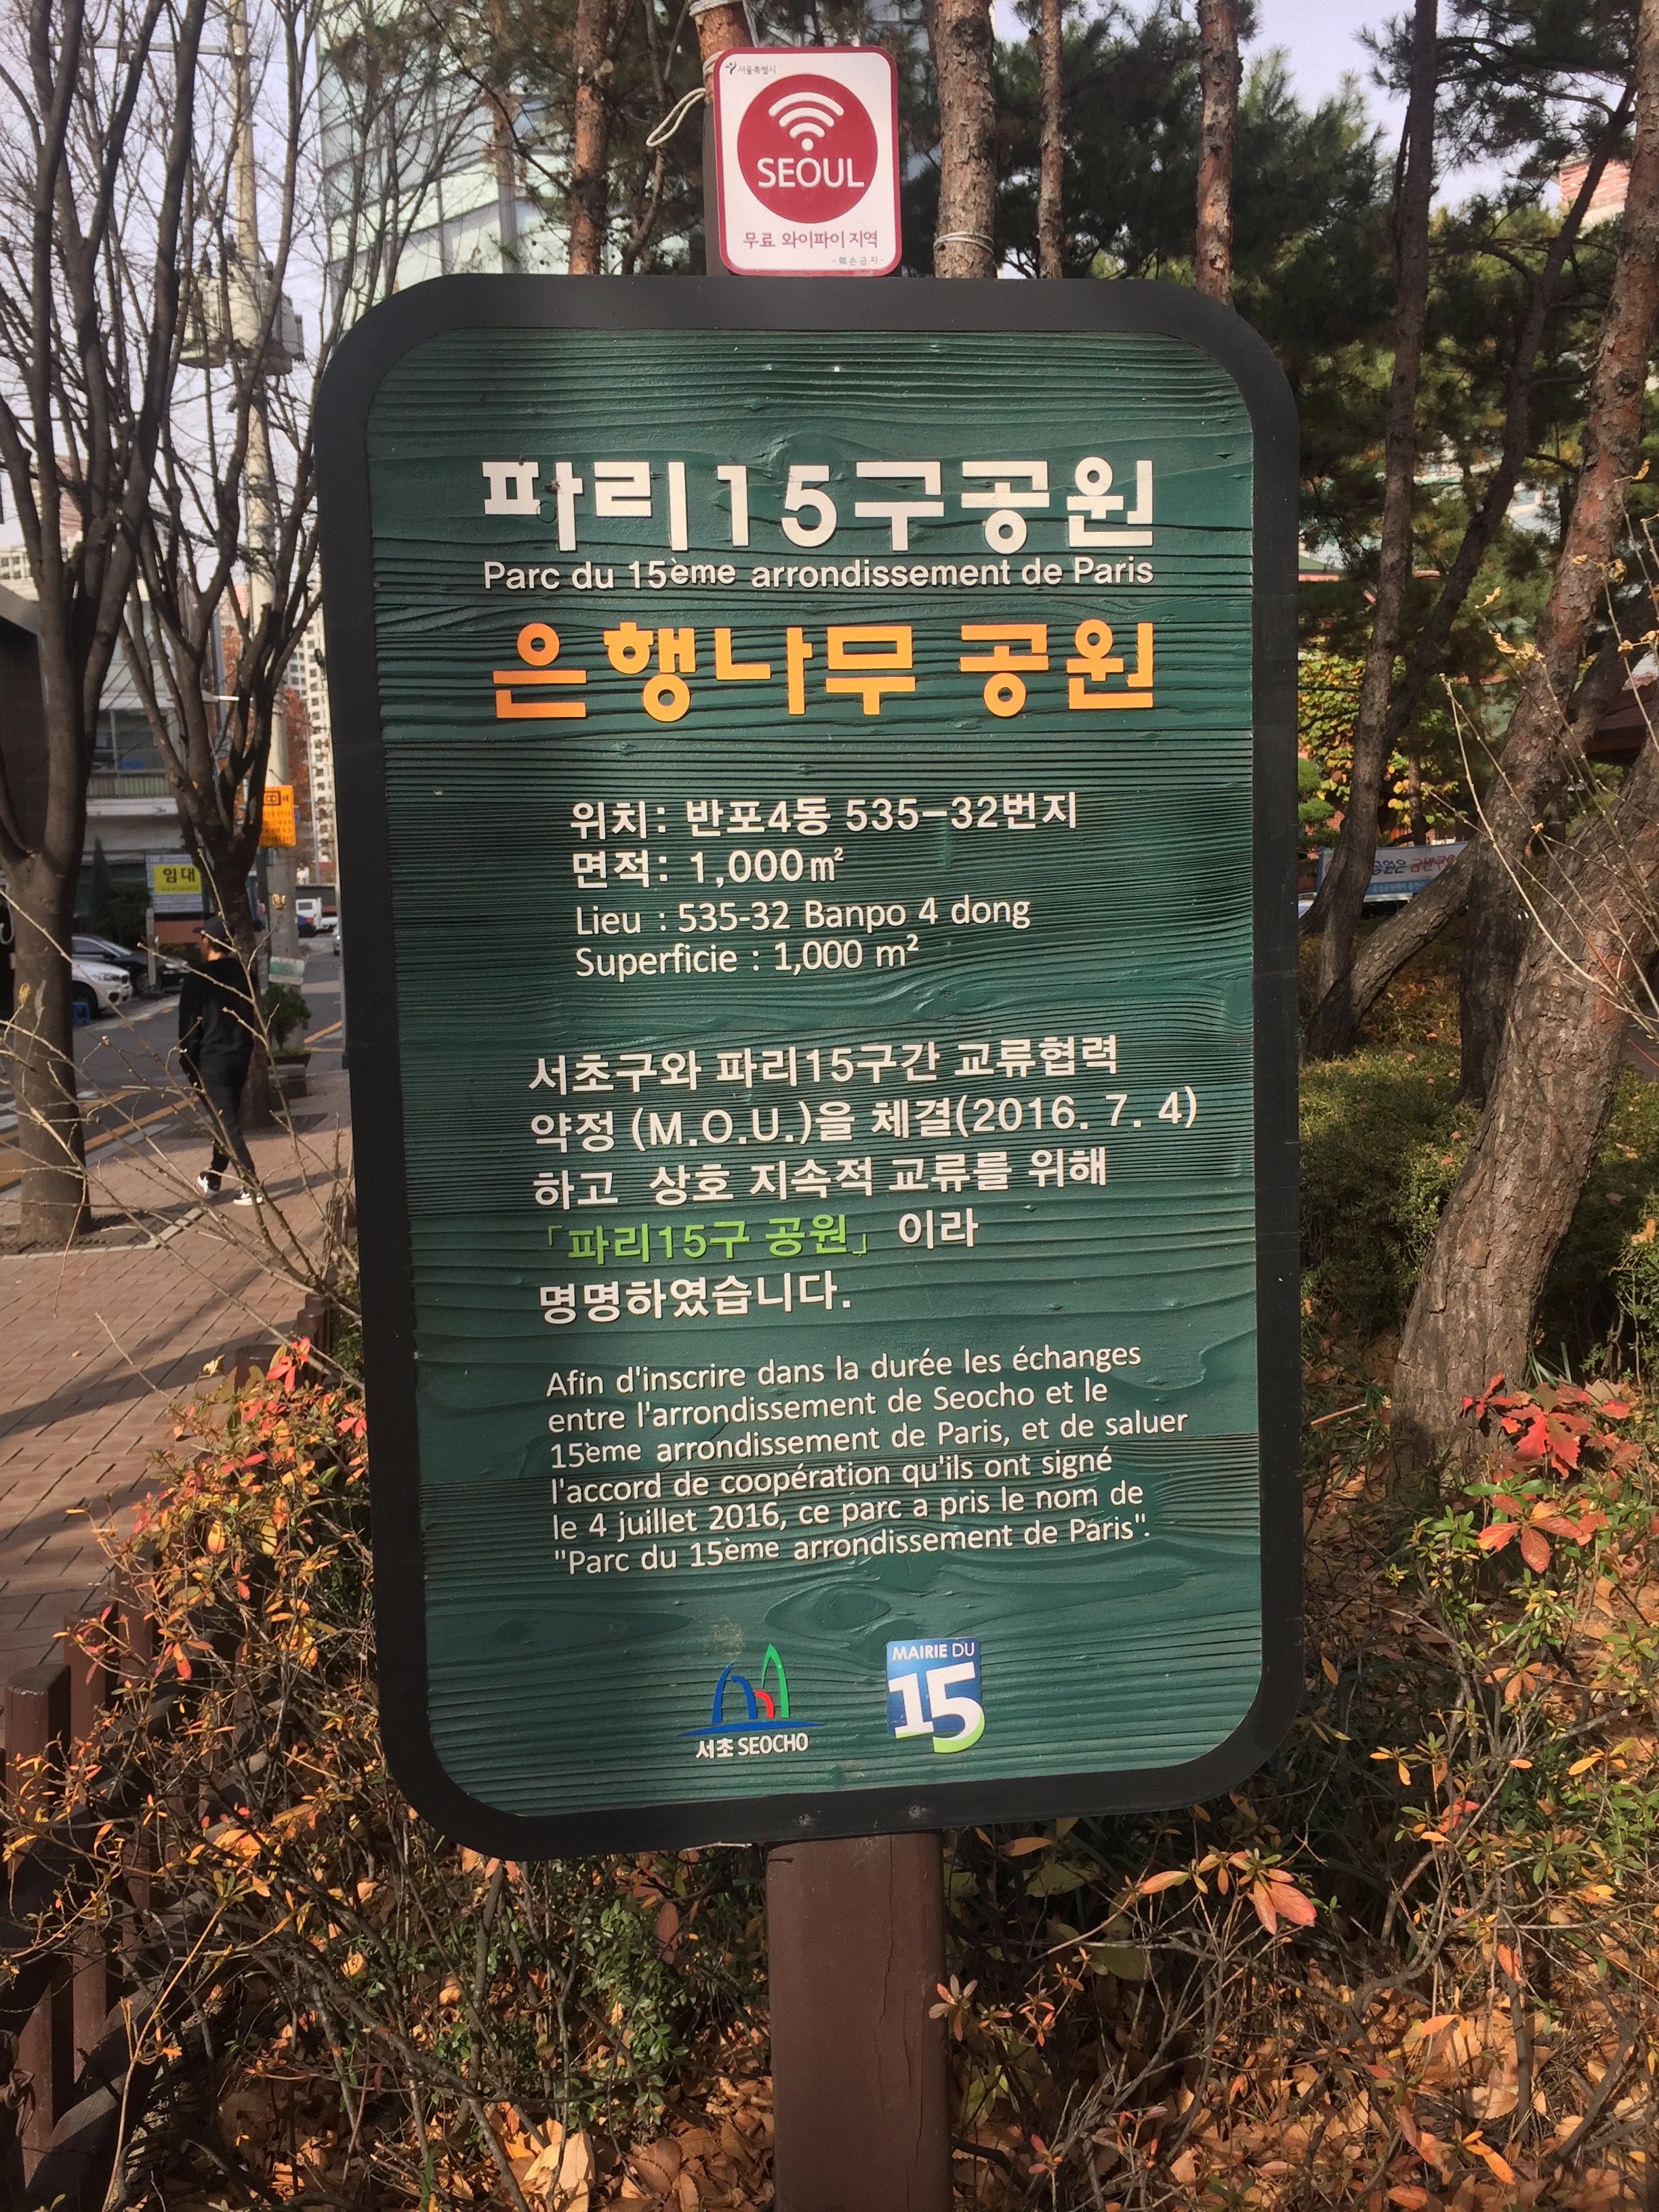 서울특별시
SEOUL
무료 와이파이 지역
-훼손금지-
파리15구공원
Parc du 15ème arrondissement de Paris
은행나무 공원
위치: 반포4동 535-32번지
면적: 1,000㎡
Lieu : 535-32 Banpo 4 dong
Superficie : 1,000 m²
서초구와 파리15구간 교류협력
약정 (M.O.U.)을 체결(2016. 7. 4)
하고 상호 지속적 교류를 위해
「파리15구 공원」 이라
명명하였습니다.
Afin d'inscrire dans la durée les échanges
entre l'arrondissement de Seocho et le
15ème arrondissement de Paris, et de saluer
l'accord de coopération qu'ils ont signé
le 4 juillet 2016, ce parc a pris le nom de
"Parc du 15ème arrondissement de Paris".
서초 SEOCHO
MAIRIE DU
15
임대